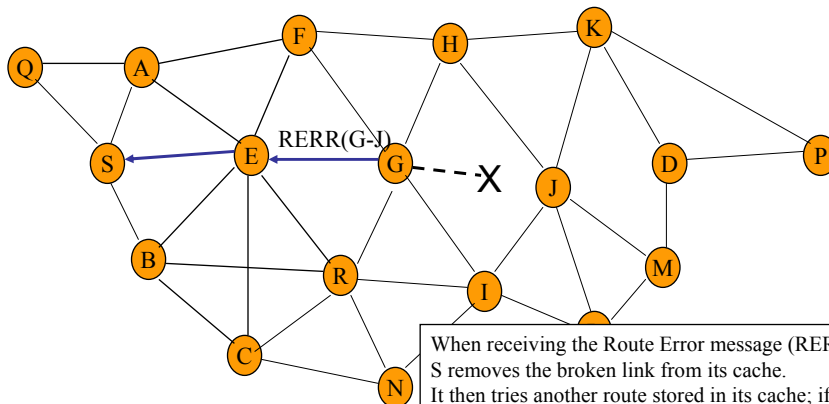 F
K
H
Q
A
RERR(G-J)
S
E
G
X
J
D
P
B
R
I
M
C
N
When receiving the Route Error message (RER
S removes the broken link from its cache.
It then tries another route stored in its cache; if